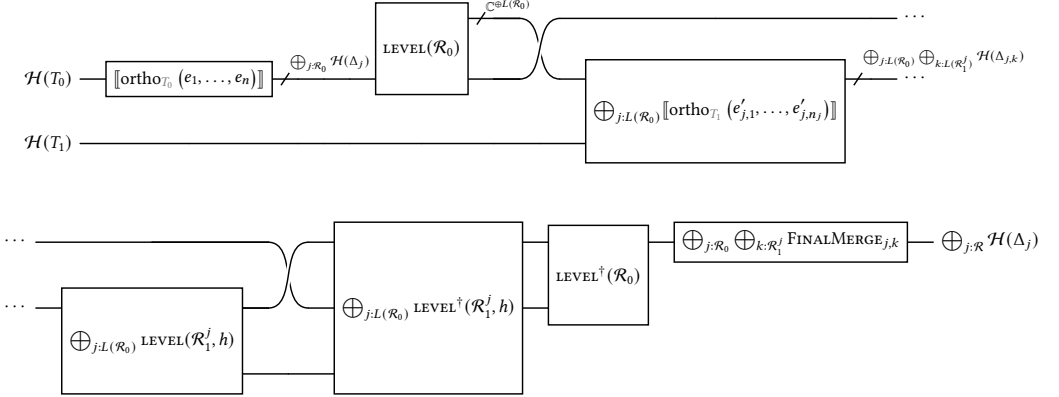 ℂ^{⊕L(ℛ₀)}
···
LEVEL(ℛ₀)
ℋ(T₀) ⟦ortho_{T₀} (e₁, . . . , eₙ)⟧ ⨁_{j:ℛ₀} ℋ(Δ_j) ⨁_{j:L(ℛ₀)} ⨁_{k:L(ℛ₁^j)} ℋ(Δ_{j,k})
···
⨁_{j:L(ℛ₀)} ⟦ortho_{T₁} (e′_{j,1}, . . . , e′_{j,n_j})⟧
ℋ(T₁)
··· ⨁_{j:ℛ₀} ⨁_{k:ℛ₁^j} FINALMERGE_{j,k} ⨁_{j:ℛ} ℋ(Δ_j)
LEVEL†(ℛ₀)
··· ⨁_{j:L(ℛ₀)} LEVEL†(ℛ₁^j, h)
⨁_{j:L(ℛ₀)} LEVEL(ℛ₁^j, h)